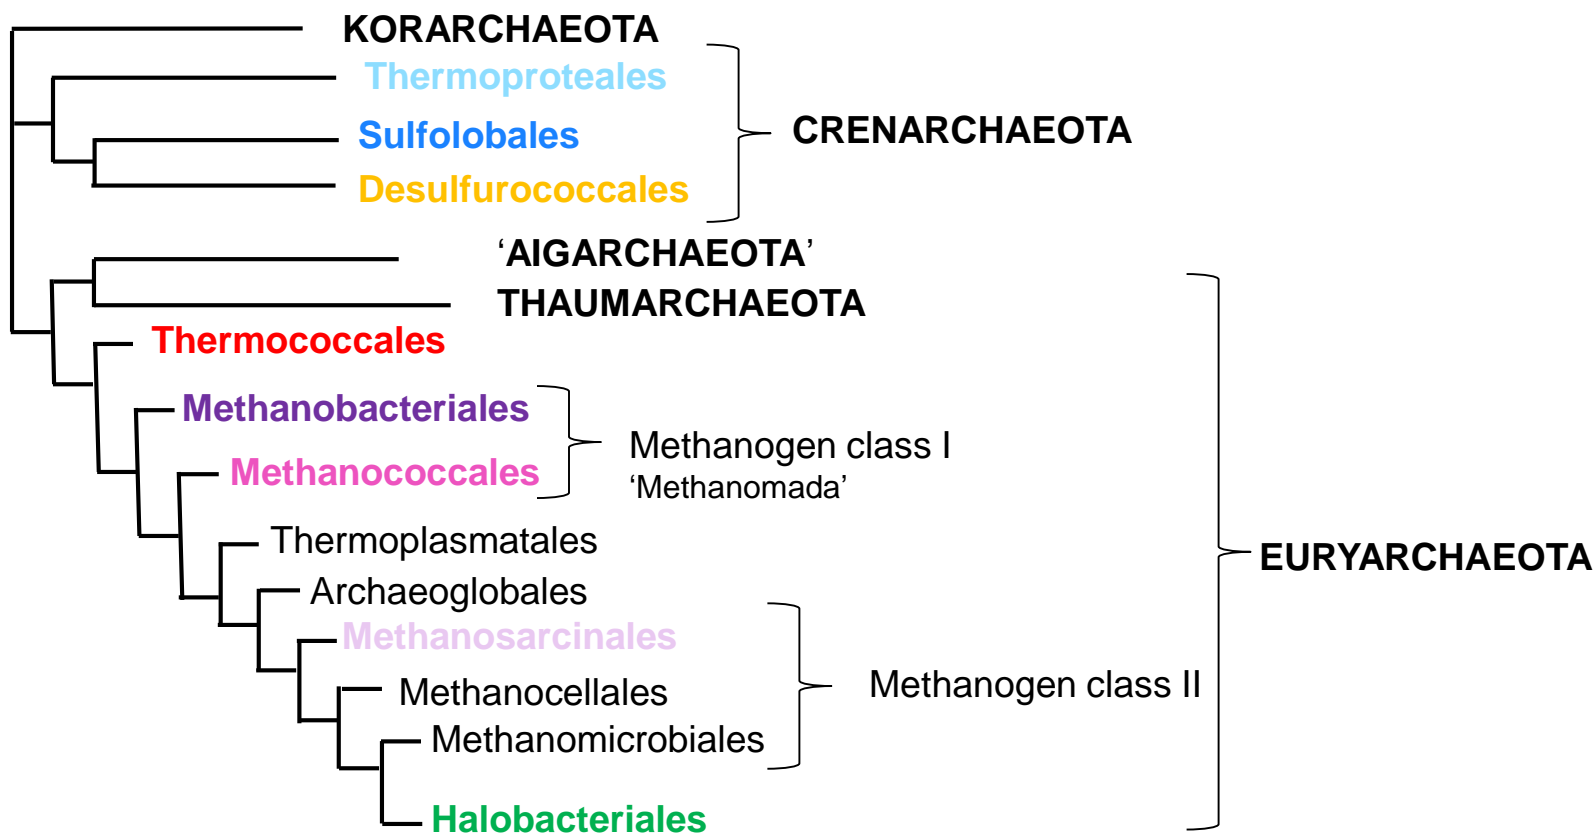 KORARCHAEOTA
Thermoproteales
Sulfolobales
CRENARCHAEOTA
Desulfurococcales
‘AIGARCHAEOTA’
THAUMARCHAEOTA
Thermococcales
Methanobacteriales
Methanogen class I
Methanococcales
‘Methanomada’
Thermoplasmatales
EURYARCHAEOTA
Archaeoglobales
Methanosarcinales
Methanogen class II
Methanocellales
Methanomicrobiales
Halobacteriales